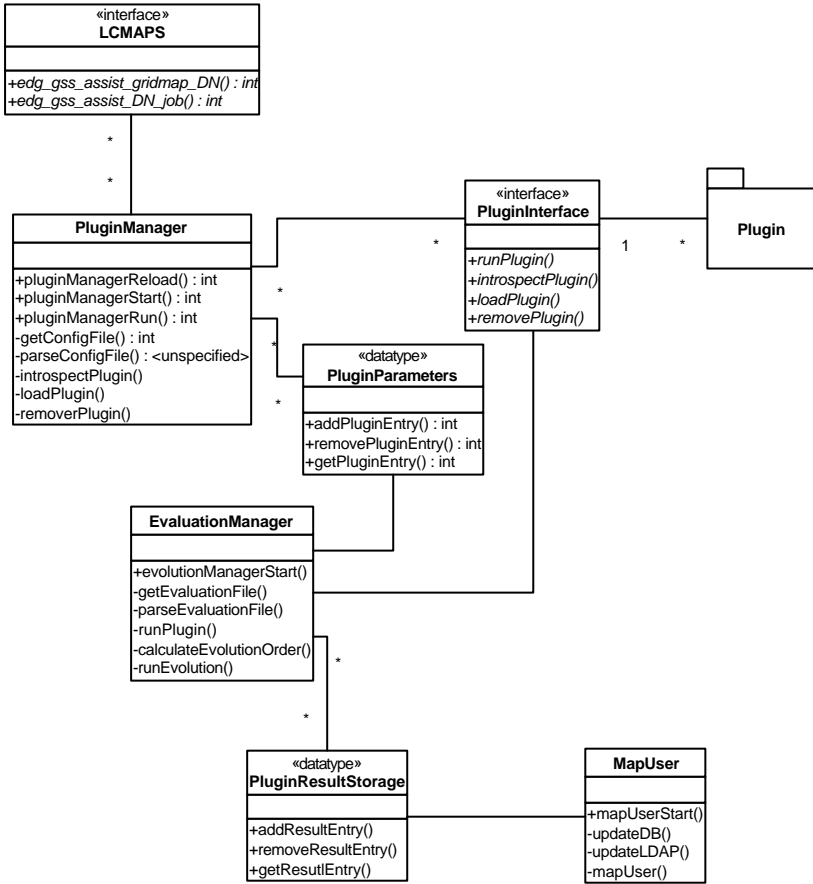 «interface»
LCMAPS
+edg_gss_assist_gridmap_DN() : int
+edg_gss_assist_DN_job() : int
*
*
PluginManager
+pluginManagerReload() : int
+pluginManagerStart() : int
+pluginManagerRun() : int
-getConfigFile() : int
-parseConfigFile() : <unspecified>
-introspectPlugin()
-loadPlugin()
-removerPlugin()
*
*
«interface»
PluginInterface
+runPlugin()
+introspectPlugin()
+loadPlugin()
+removePlugin()
1
*
Plugin
*
*
«datatype»
PluginParameters
+addPluginEntry() : int
+removePluginEntry() : int
+getPluginEntry() : int
EvaluationManager
+evolutionManagerStart()
-getEvaluationFile()
-parseEvaluationFile()
-runPlugin()
-calculateEvolutionOrder()
-runEvolution()
*
*
«datatype»
PluginResultStorage
+addResultEntry()
+removeResultEntry()
+getResutlEntry()
MapUser
+mapUserStart()
-updateDB()
-updateLDAP()
-mapUser()